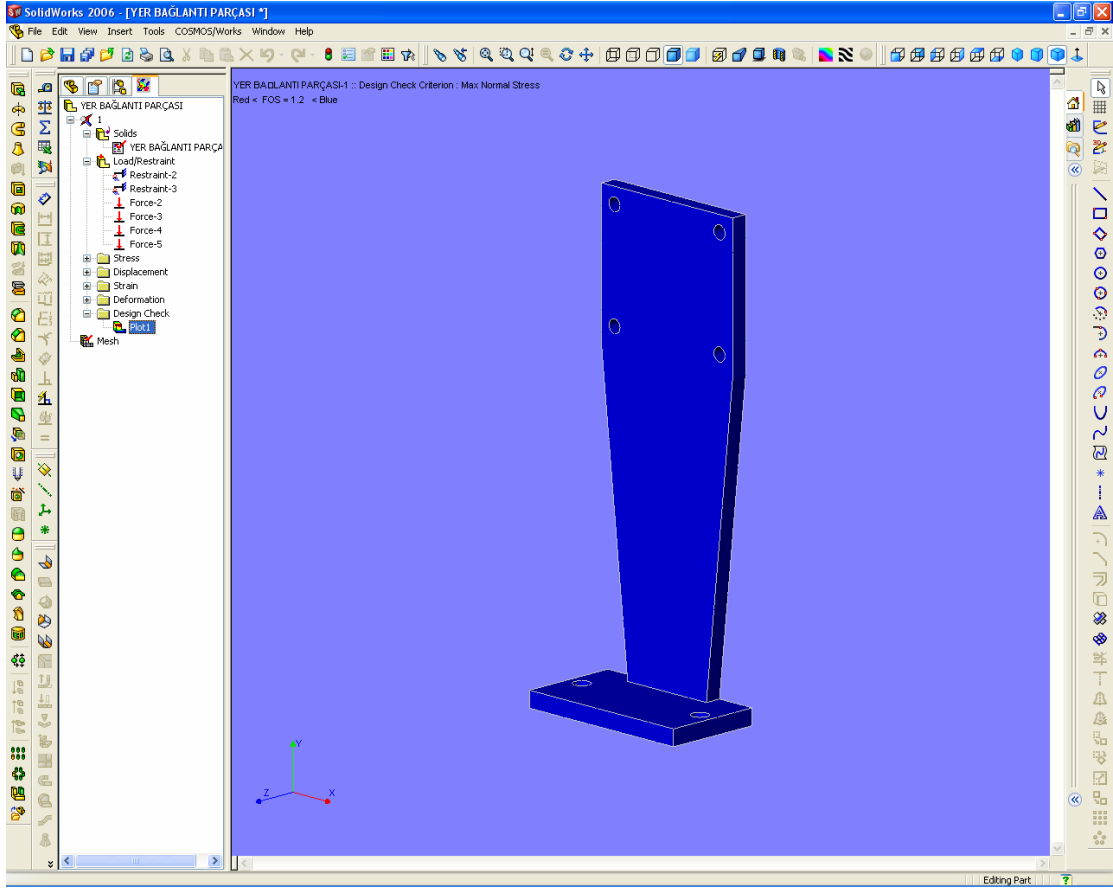 SolidWorks 2006 - [YER BAĞLANTI PARÇASI *]
File Edit View Insert Tools COSMOSWorks Window Help
YER BAĞLANTI PARÇASI
1
Solids
YER BAĞLANTI PARÇA
Load/Restraint
Restraint-2
Restraint-3
Force-2
Force-3
Force-4
Force-5
Stress
Displacement
Strain
Deformation
Design Check
Plot1
Mesh
YER BAĞLANTI PARÇASI-1 :: Design Check Criterion : Max Normal Stress
Red < FOS = 1.2 < Blue
Y
Z
X
Editing Part